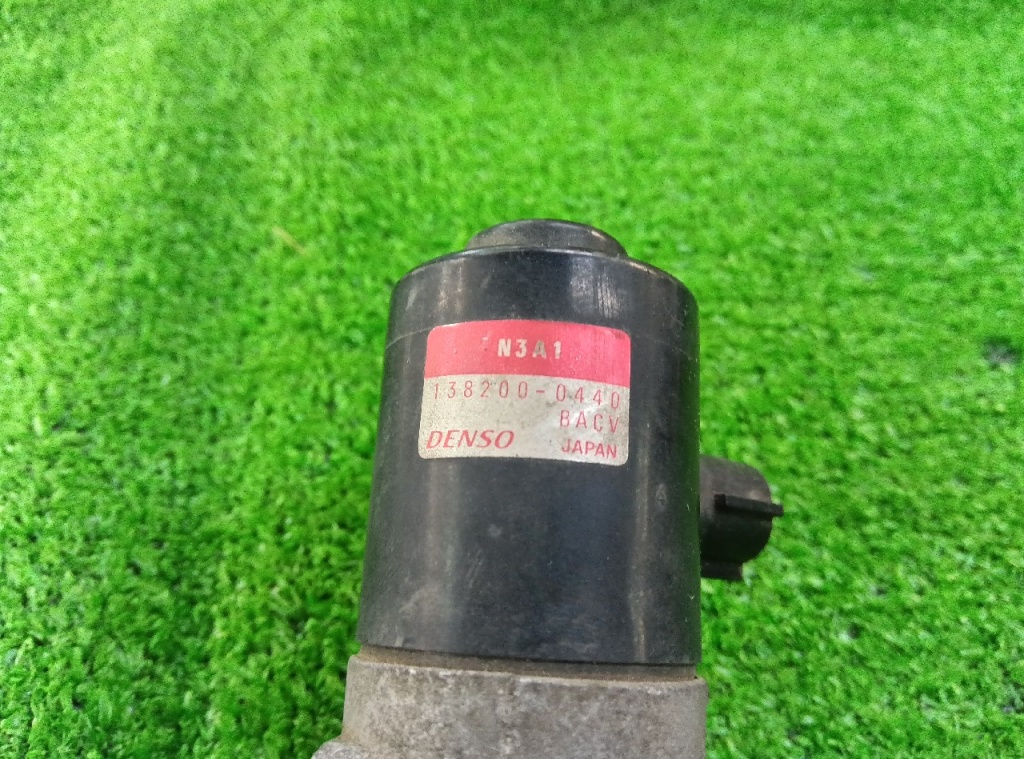 N3A1
138200-0440
BACV
DENSO JAPAN